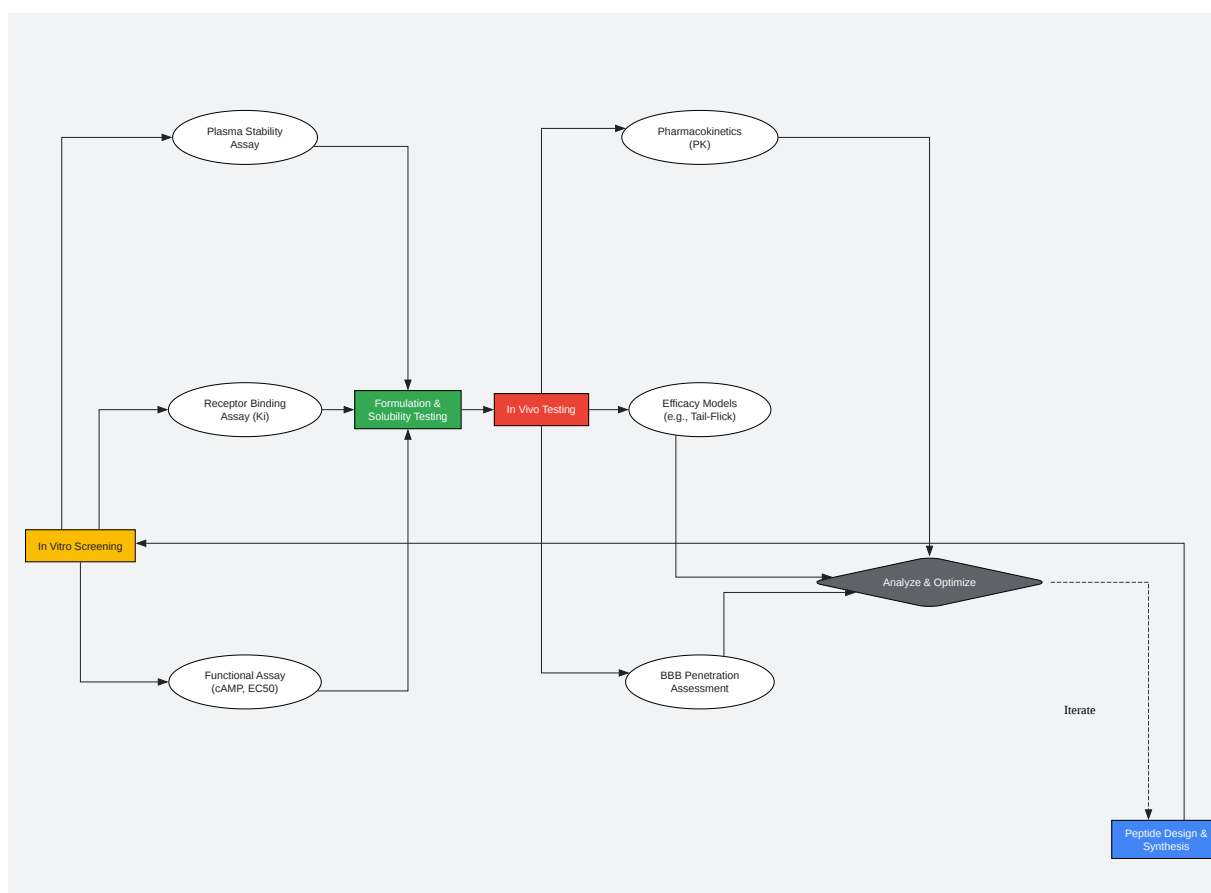 Plasma Stability
Assay
Pharmacokinetics
(PK)
Receptor Binding
Assay (Ki)
Formulation &
Solubility Testing
In Vivo Testing
Efficacy Models
(e.g., Tail-Flick)
In Vitro Screening
Analyze & Optimize
Functional Assay
(cAMP, EC50)
BBB Penetration
Assessment
Iterate
Peptide Design &
Synthesis